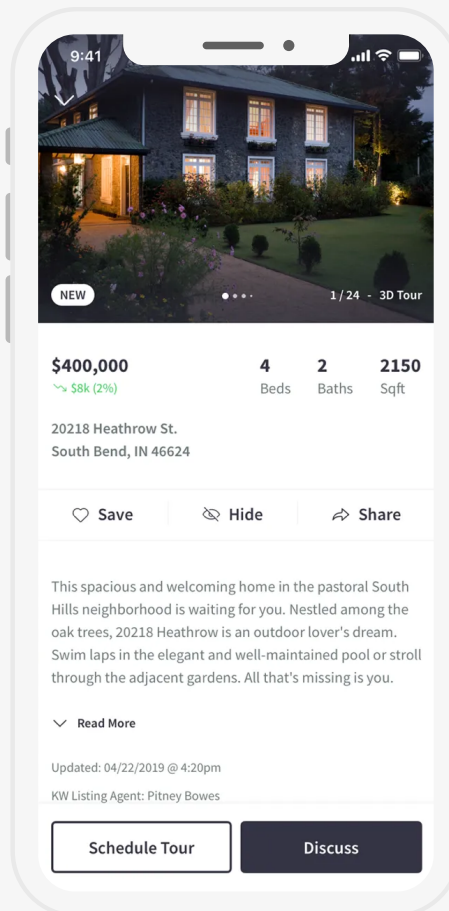 9:41
NEW
1 / 24 - 3D Tour
$400,000
4
2
2150
$8k (2%)
Beds
Baths
Sqft
20218 Heathrow St.
South Bend, IN 46624
Save
Hide
Share
This spacious and welcoming home in the pastoral South
Hills neighborhood is waiting for you. Nestled among the
oak trees, 20218 Heathrow is an outdoor lover's dream.
Swim laps in the elegant and well-maintained pool or stroll
through the adjacent gardens. All that's missing is you.
Read More
Updated: 04/22/2019 @ 4:20pm
KW Listing Agent: Pitney Bowes
Schedule Tour
Discuss